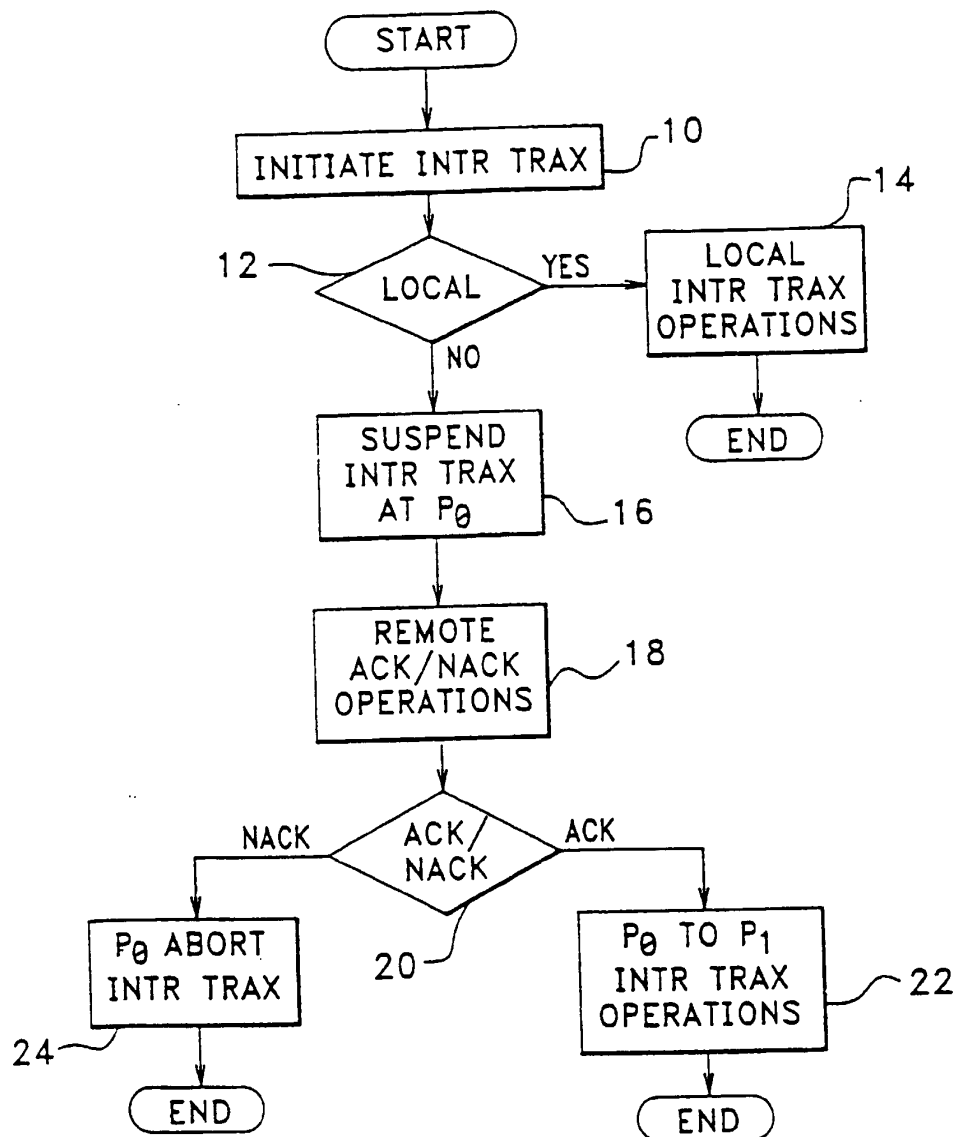 START
INITIATE INTR TRAX
10
12
LOCAL
YES
14
LOCAL
INTR TRAX
OPERATIONS
NO
END
SUSPEND
INTR TRAX
AT P0
16
REMOTE
ACK/NACK
OPERATIONS
18
NACK
ACK/
NACK
ACK
20
P0 ABORT
INTR TRAX
24
P0 TO P1
INTR TRAX
OPERATIONS
22
END
END